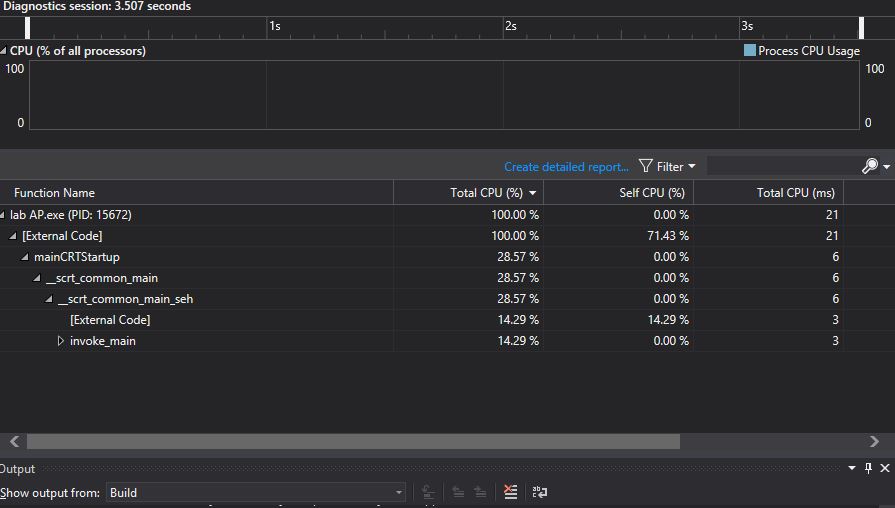 Diagnostics session: 3.507 seconds
1s 2s 3s
CPU (% of all processors) Process CPU Usage
100 100
0 0
Create detailed report... Filter
Function Name Total CPU (%) Self CPU (%) Total CPU (ms)
lab AP.exe (PID: 15672) 100.00 % 0.00 % 21
[External Code] 100.00 % 71.43 % 21
mainCRTStartup 28.57 % 0.00 % 6
__scrt_common_main 28.57 % 0.00 % 6
__scrt_common_main_seh 28.57 % 0.00 % 6
[External Code] 14.29 % 14.29 % 3
invoke_main 14.29 % 0.00 % 3
Output
Show output from: Build